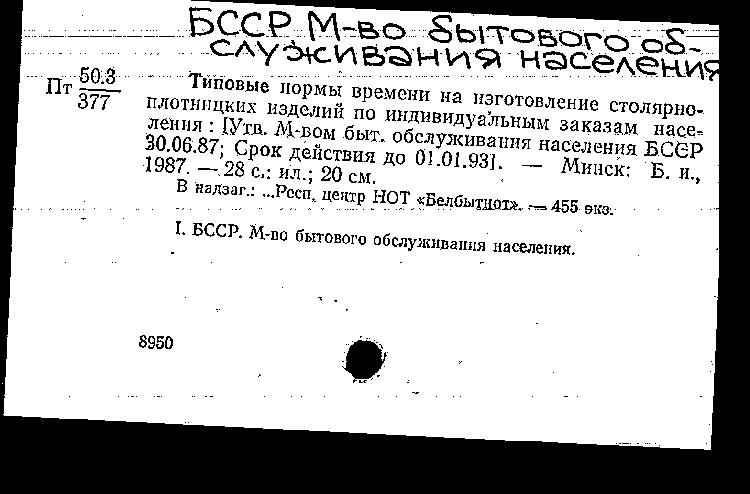 БССР М-во бытового об-
служивания населения
Пт 50.3
377
Типовые нормы времени на изготовление столярно-
плотницких изделий по индивидуальным заказам насе-
ления : [Утв. М-вом быт. обслуживания населения БССР
30.06.87; Срок действия до 01.01.93]. — Минск: Б. и.,
1987. — 28 с.: ил.; 20 см.
В надзаг.: ...Респ. центр НОТ «Белбытнот». — 455 экз.
I. БССР. М-во бытового обслуживания населения.
8950